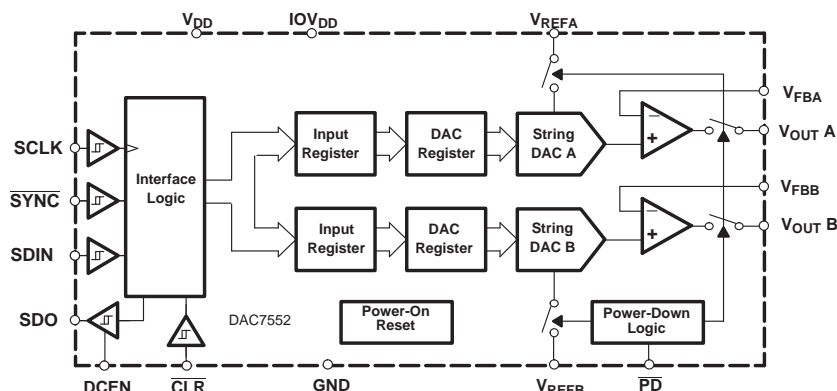 VDD
IOVDD
VREFA
VFBA
SCLK
Interface
Logic
Input
Register
DAC
Register
String
DAC A
−
+
VOUT A
SYNC
VFBB
SDIN
Input
Register
DAC
Register
String
DAC B
−
+
VOUT B
SDO
DAC7552
Power-On
Reset
Power-Down
Logic
DCEN
CLR
GND
VREFB
PD